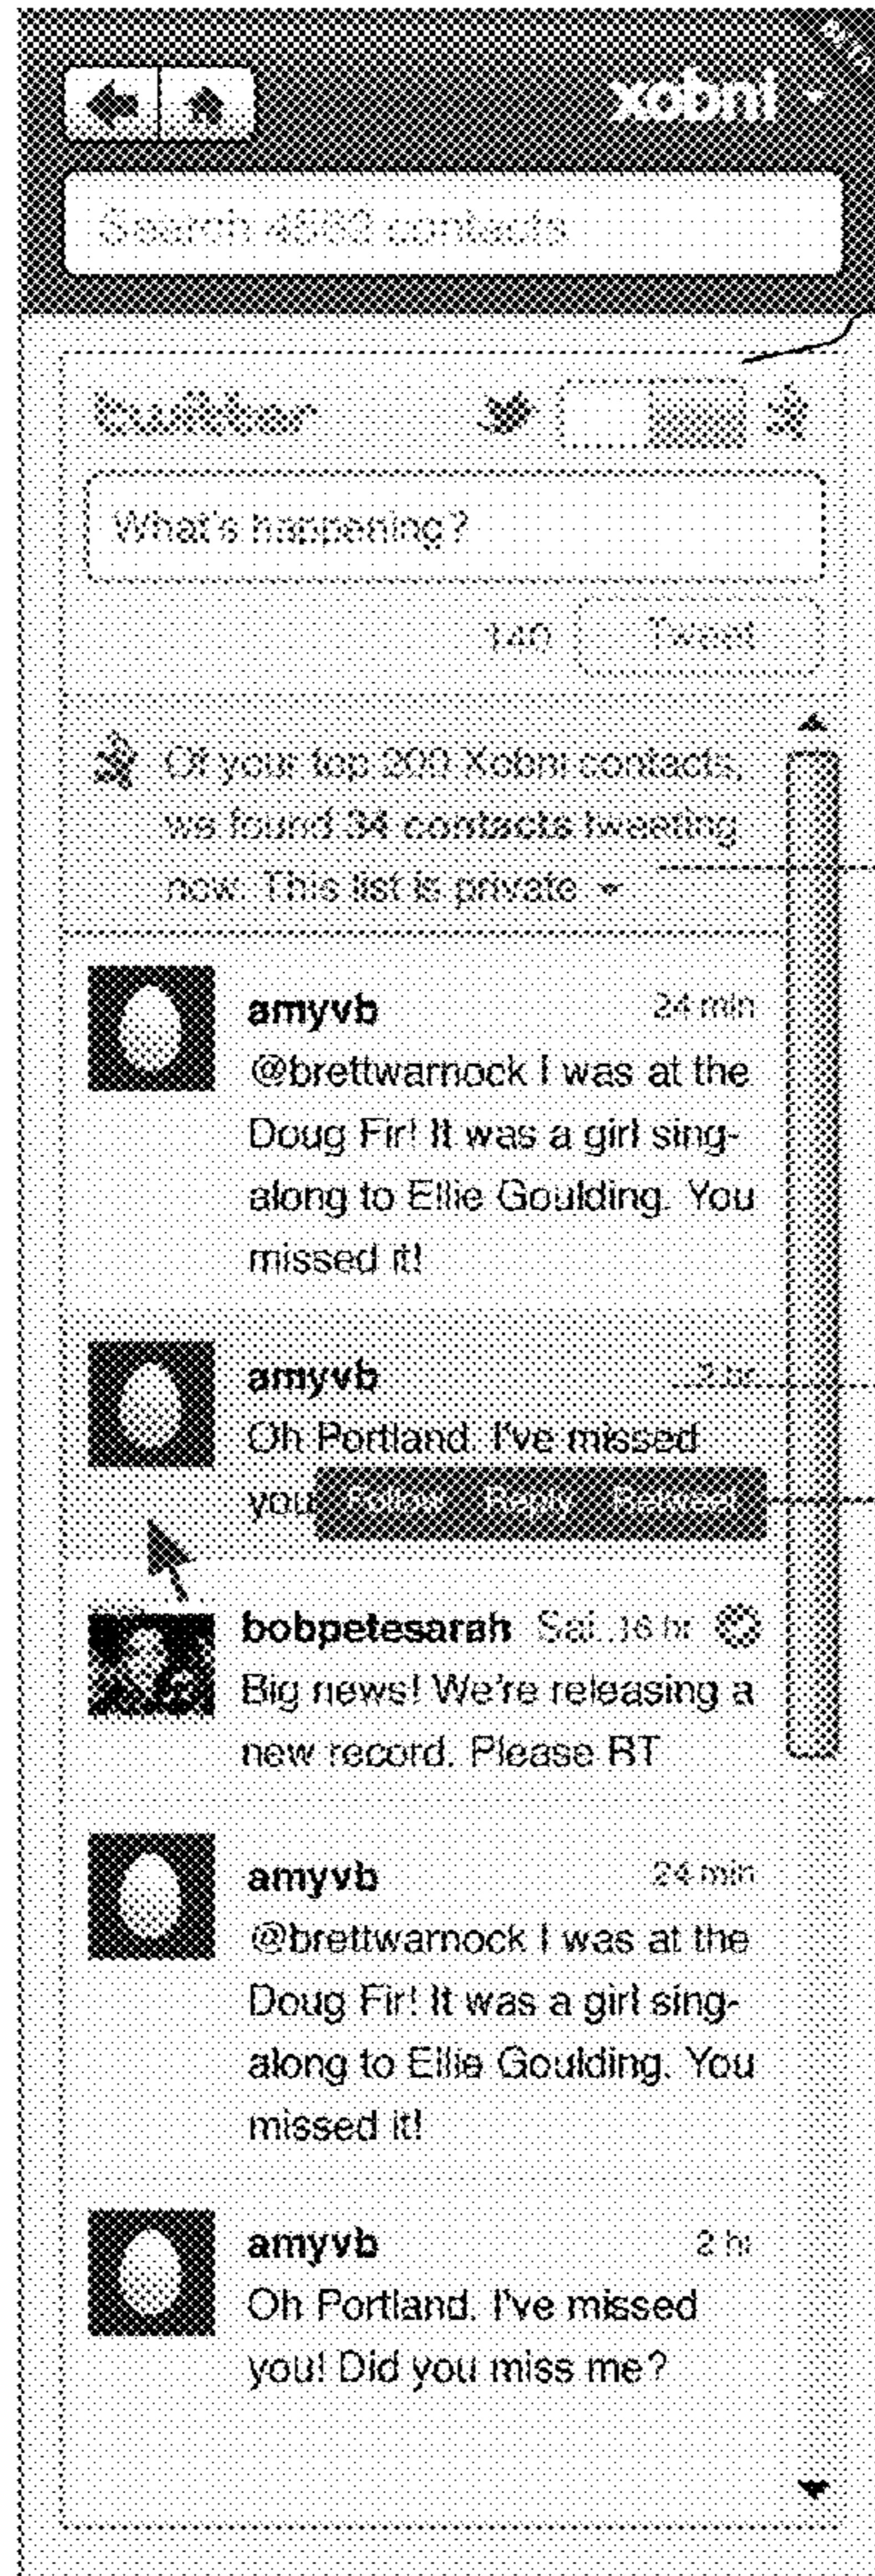 xobni
Search 4563 contacts
twitter
What's happening?
140 Tweet
Of your top 200 Xobni contacts,
we found 34 contacts tweeting
now. This list is private
amyvb 24 min
@brettwarnock I was at the
Doug Fir! It was a girl sing-
along to Ellie Goulding. You
missed it!
amyvb 2 hr
Oh Portland. I've missed
you Follow Reply Retweet
bobpetesarah 16 hr
Big news! We're releasing a
new record. Please RT
amyvb 24 min
@brettwarnock I was at the
Doug Fir! It was a girl sing-
along to Ellie Goulding. You
missed it!
amyvb 2 hr
Oh Portland. I've missed
you! Did you miss me?